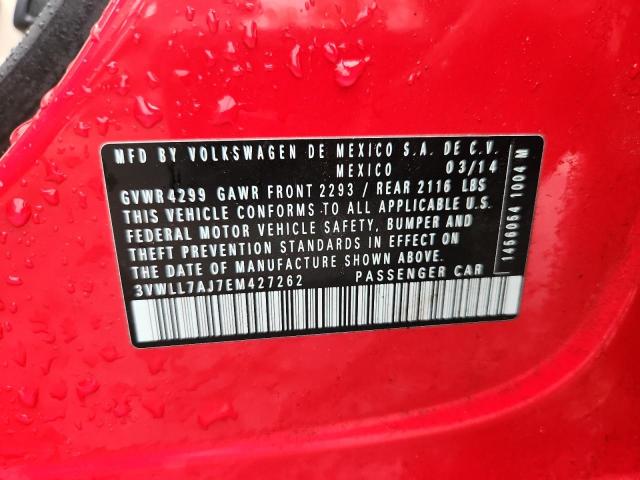 MFD BY VOLKSWAGEN DE MEXICO S.A. DE C.V.
MEXICO 03/14
GVWR 4299 GAWR FRONT 2293 / REAR 2116 LBS
THIS VEHICLE CONFORMS TO ALL APPLICABLE U.S.
FEDERAL MOTOR VEHICLE SAFETY, BUMPER AND
THEFT PREVENTION STANDARDS IN EFFECT ON
THE DATE OF MANUFACTURE SHOWN ABOVE.
3VWLL7AJ7EM427262 PASSENGER CAR
1456064 1004 M